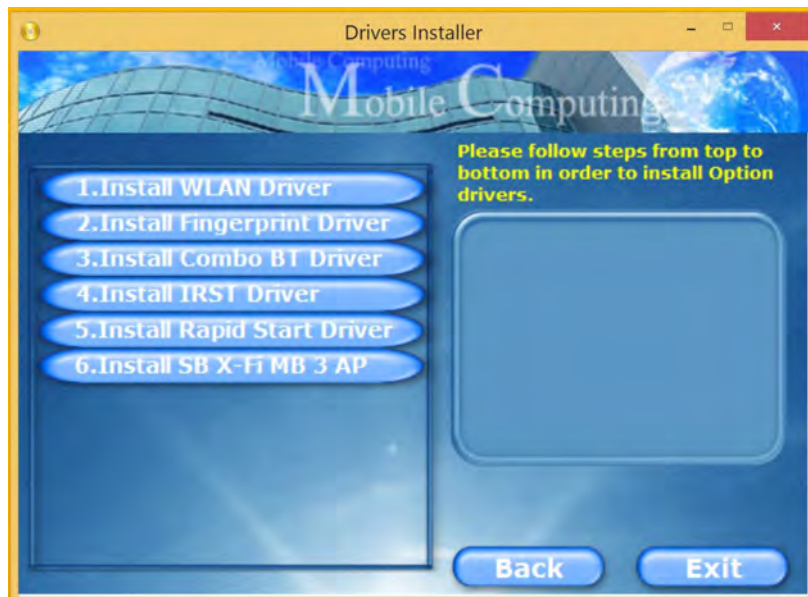 Drivers Installer
Mobile Computing
Mobile Computing
1.Install WLAN Driver
2.Install Fingerprint Driver
3.Install Combo BT Driver
4.Install IRST Driver
5.Install Rapid Start Driver
6.Install SB X-Fi MB 3 AP
Please follow steps from top to
bottom in order to install Option
drivers.
Back
Exit